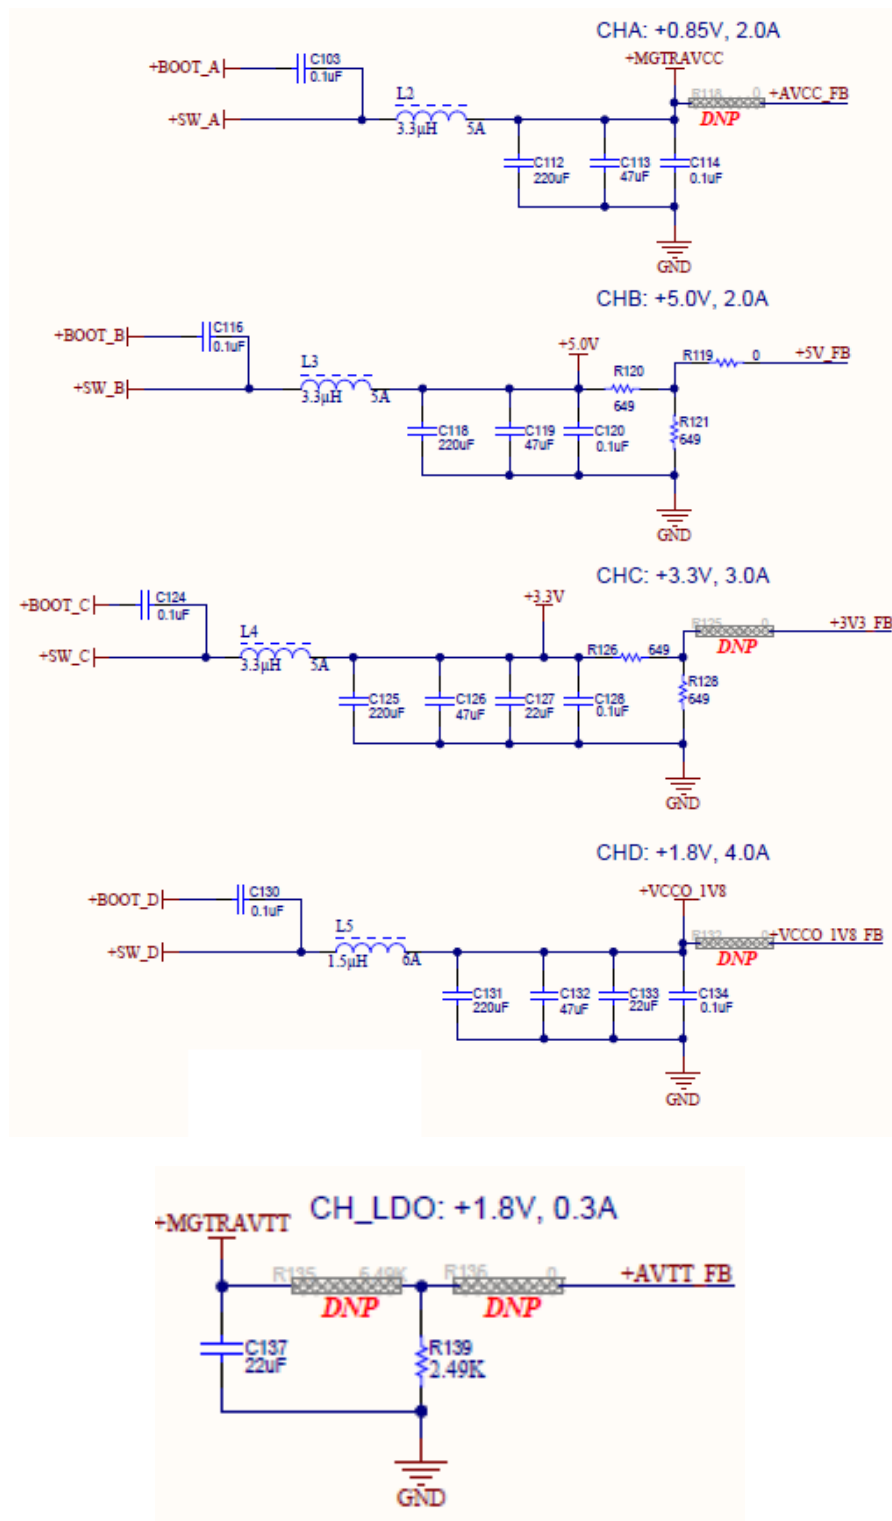 CHA: +0.85V, 2.0A
+MGTRAVCC
+BOOT_A
C103
0.1uF
R118
0
+AVCC_FB
DNP
+SW_A
L2
3.3µH
5A
C112
220uF
C113
47uF
C114
0.1uF
GND
CHB: +5.0V, 2.0A
+BOOT_B
C116
0.1uF
+5.0V
R119
0
+5V_FB
+SW_B
L3
3.3µH
5A
R120
649
C118
220uF
C119
47uF
C120
0.1uF
R121
649
GND
CHC: +3.3V, 3.0A
+BOOT_C
C124
0.1uF
+3.3V
R125
0
+3V3_FB
DNP
+SW_C
L4
3.3µH
5A
R126
649
C125
220uF
C126
47uF
C127
22uF
C128
0.1uF
R128
649
GND
CHD: +1.8V, 4.0A
+BOOT_D
C130
0.1uF
+VCCO_1V8
R132
0
+VCCO_1V8_FB
DNP
+SW_D
L5
1.5µH
6A
C131
220uF
C132
47uF
C133
22uF
C134
0.1uF
GND
CH_LDO: +1.8V, 0.3A
+MGTRAVTT
R135
6.49K
R136
0
+AVTT_FB
DNP
DNP
C137
22uF
R139
2.49K
GND